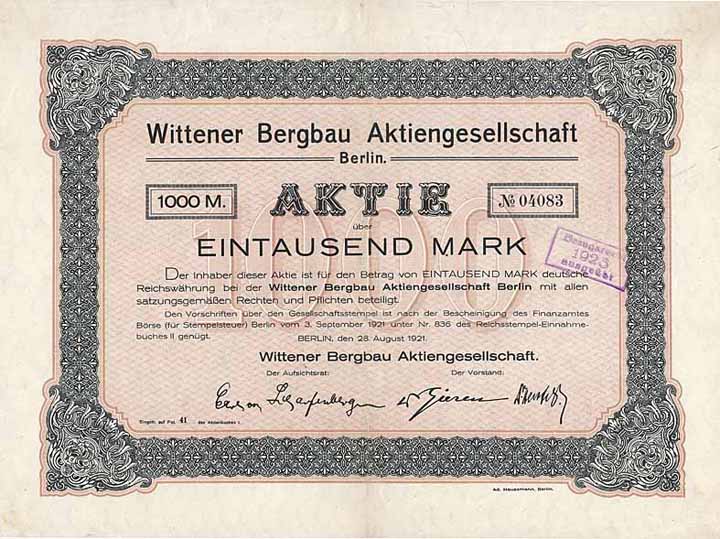 Wittener Bergbau Aktiengesellschaft
Berlin.
1000 M. AKTIE № 04083
über
EINTAUSEND MARK
1000
Bezugsrecht
1923
ausgeübt
Der Inhaber dieser Aktie ist für den Betrag von EINTAUSEND MARK deutsche
Reichswährung bei der Wittener Bergbau Aktiengesellschaft Berlin mit allen
satzungsgemäßen Rechten und Pflichten beteiligt.
Den Vorschriften über den Gesellschaftsstempel ist nach der Bescheinigung des Finanzamtes
Börse (für Stempelsteuer) Berlin vom 3. September 1921 unter Nr. 836 des Reichsstempel-Einnahme-
buches II genügt.
BERLIN, den 28. August 1921.
Wittener Bergbau Aktiengesellschaft.
Der Aufsichtsrat: Der Vorstand:
Eingetr. auf Fol. 41 des Aktienbuches I.
Ad. Haussmann, Berlin.